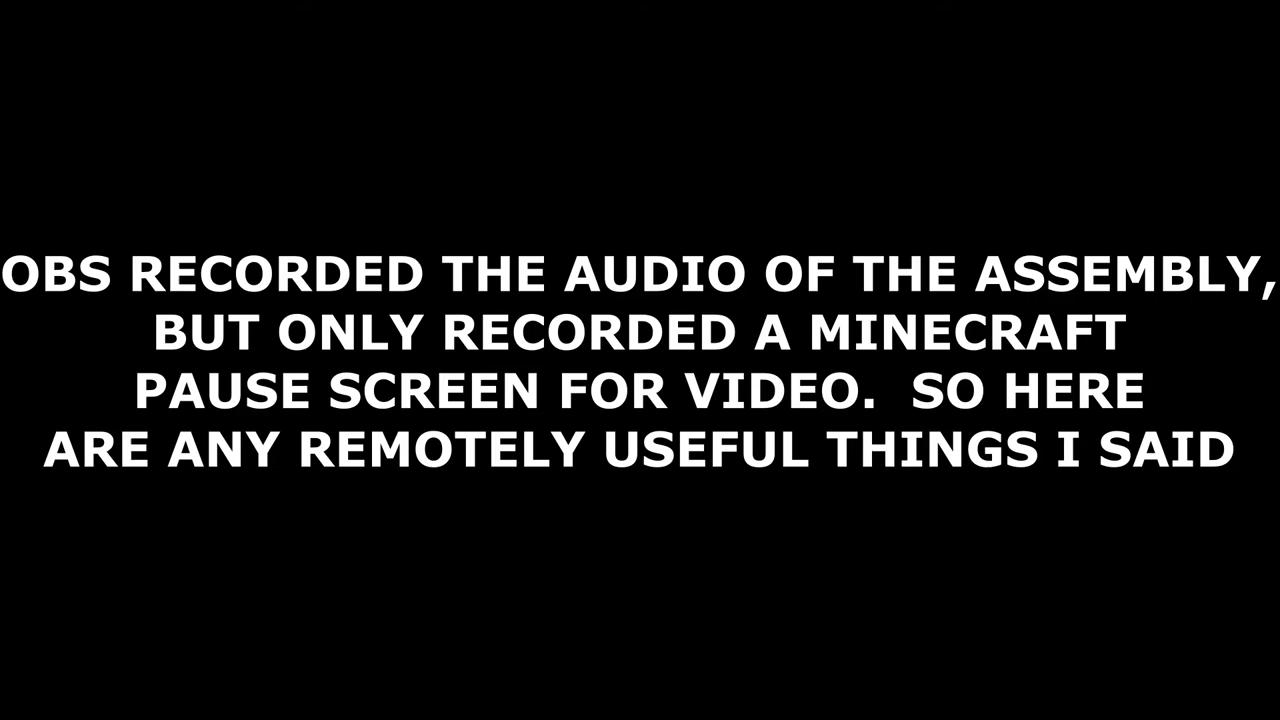 OBS RECORDED THE AUDIO OF THE ASSEMBLY,
BUT ONLY RECORDED A MINECRAFT
PAUSE SCREEN FOR VIDEO.  SO HERE
ARE ANY REMOTELY USEFUL THINGS I SAID